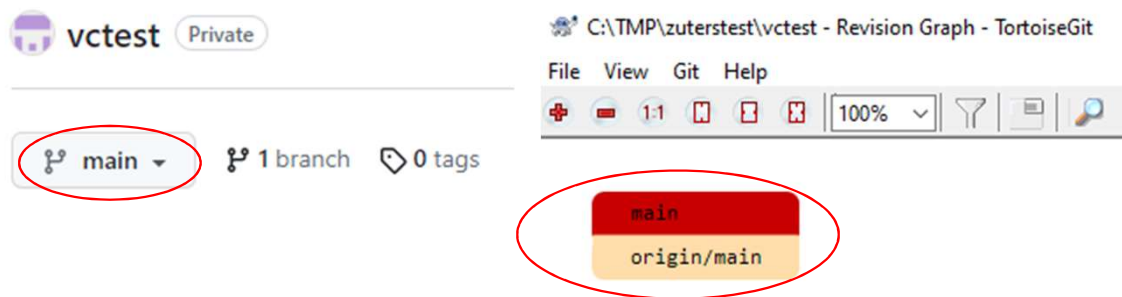 vctest Private
main 1 branch 0 tags
C:\TMP\zuterstest\vctest - Revision Graph - TortoiseGit
File View Git Help
1:1 100%
main
origin/main